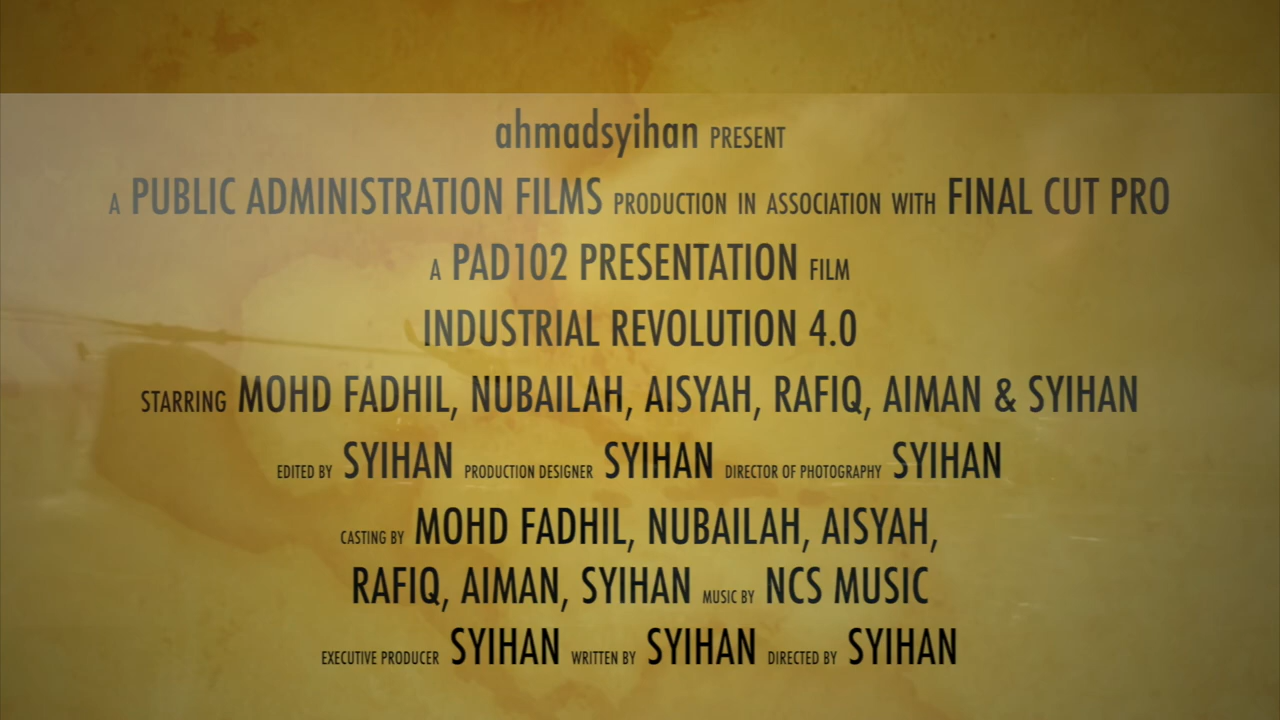 ahmadsyihan PRESENT
A PUBLIC ADMINISTRATION FILMS PRODUCTION IN ASSOCIATION WITH FINAL CUT PRO
A PAD102 PRESENTATION FILM
INDUSTRIAL REVOLUTION 4.0
STARRING MOHD FADHIL, NUBAILAH, AISYAH, RAFIQ, AIMAN & SYIHAN
EDITED BY SYIHAN PRODUCTION DESIGNER SYIHAN DIRECTOR OF PHOTOGRAPHY SYIHAN
CASTING BY MOHD FADHIL, NUBAILAH, AISYAH,
RAFIQ, AIMAN, SYIHAN MUSIC BY NCS MUSIC
EXECUTIVE PRODUCER SYIHAN WRITTEN BY SYIHAN DIRECTED BY SYIHAN